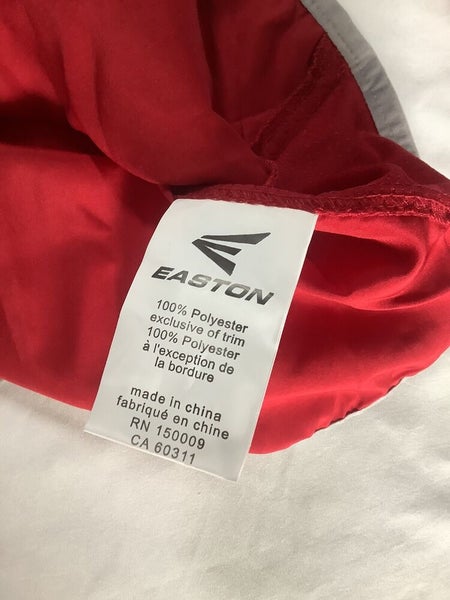 EASTON
100% Polyester
exclusive of trim
100% Polyester
à l'exception de
la bordure
made in china
fabriqué en chine
RN 150009
CA 60311